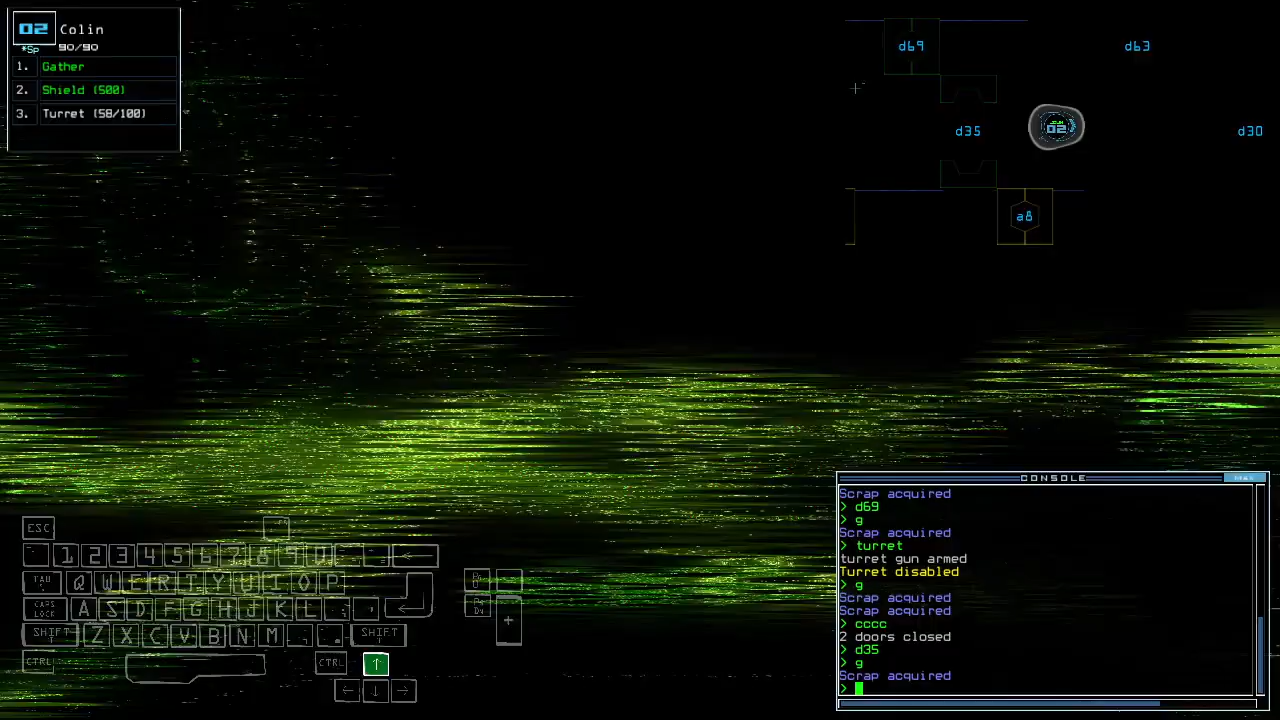 02 Colin
*Sp 90/90
1. Gather
2. Shield (500)
3. Turret (58/100)
d69
d63
d35
02
d30
a8
CONSOLE
Max
Scrap acquired
> d69
> g
Scrap acquired
> turret
turret gun armed
Turret disabled
> g
Scrap acquired
Scrap acquired
> cccc
2 doors closed
> d35
> g
Scrap acquired
>
ESC
1 2 3 4 5 6 7 8 9 0
TAB Q W E R T Y U I O P
CAPS LOCK A S D F G H J K L ;
SHIFT Z X C V B N M SHIFT
CTRL CTRL ↑
← ↓ →
+